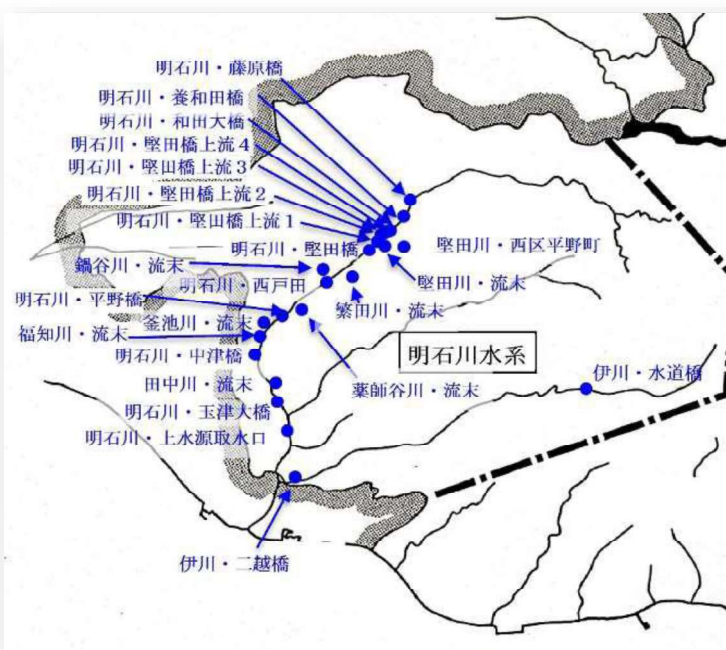 明石川・藤原橋
明石川・養和田橋
明石川・和田大橋
明石川・堅田橋上流4
明石川・堅田橋上流3
明石川・堅田橋上流2
明石川・堅田橋上流1
明石川・堅田橋
堅田川・西区平野町
鍋谷川・流末
明石川・西戸田
堅田川・流末
明石川・平野橋
繁田川・流末
釜池川・流末
福知川・流末
明石川・中津橋
明石川水系
田中川・流末
薬師谷川・流末
伊川・水道橋
明石川・玉津大橋
明石川・上水源取水口
伊川・二越橋